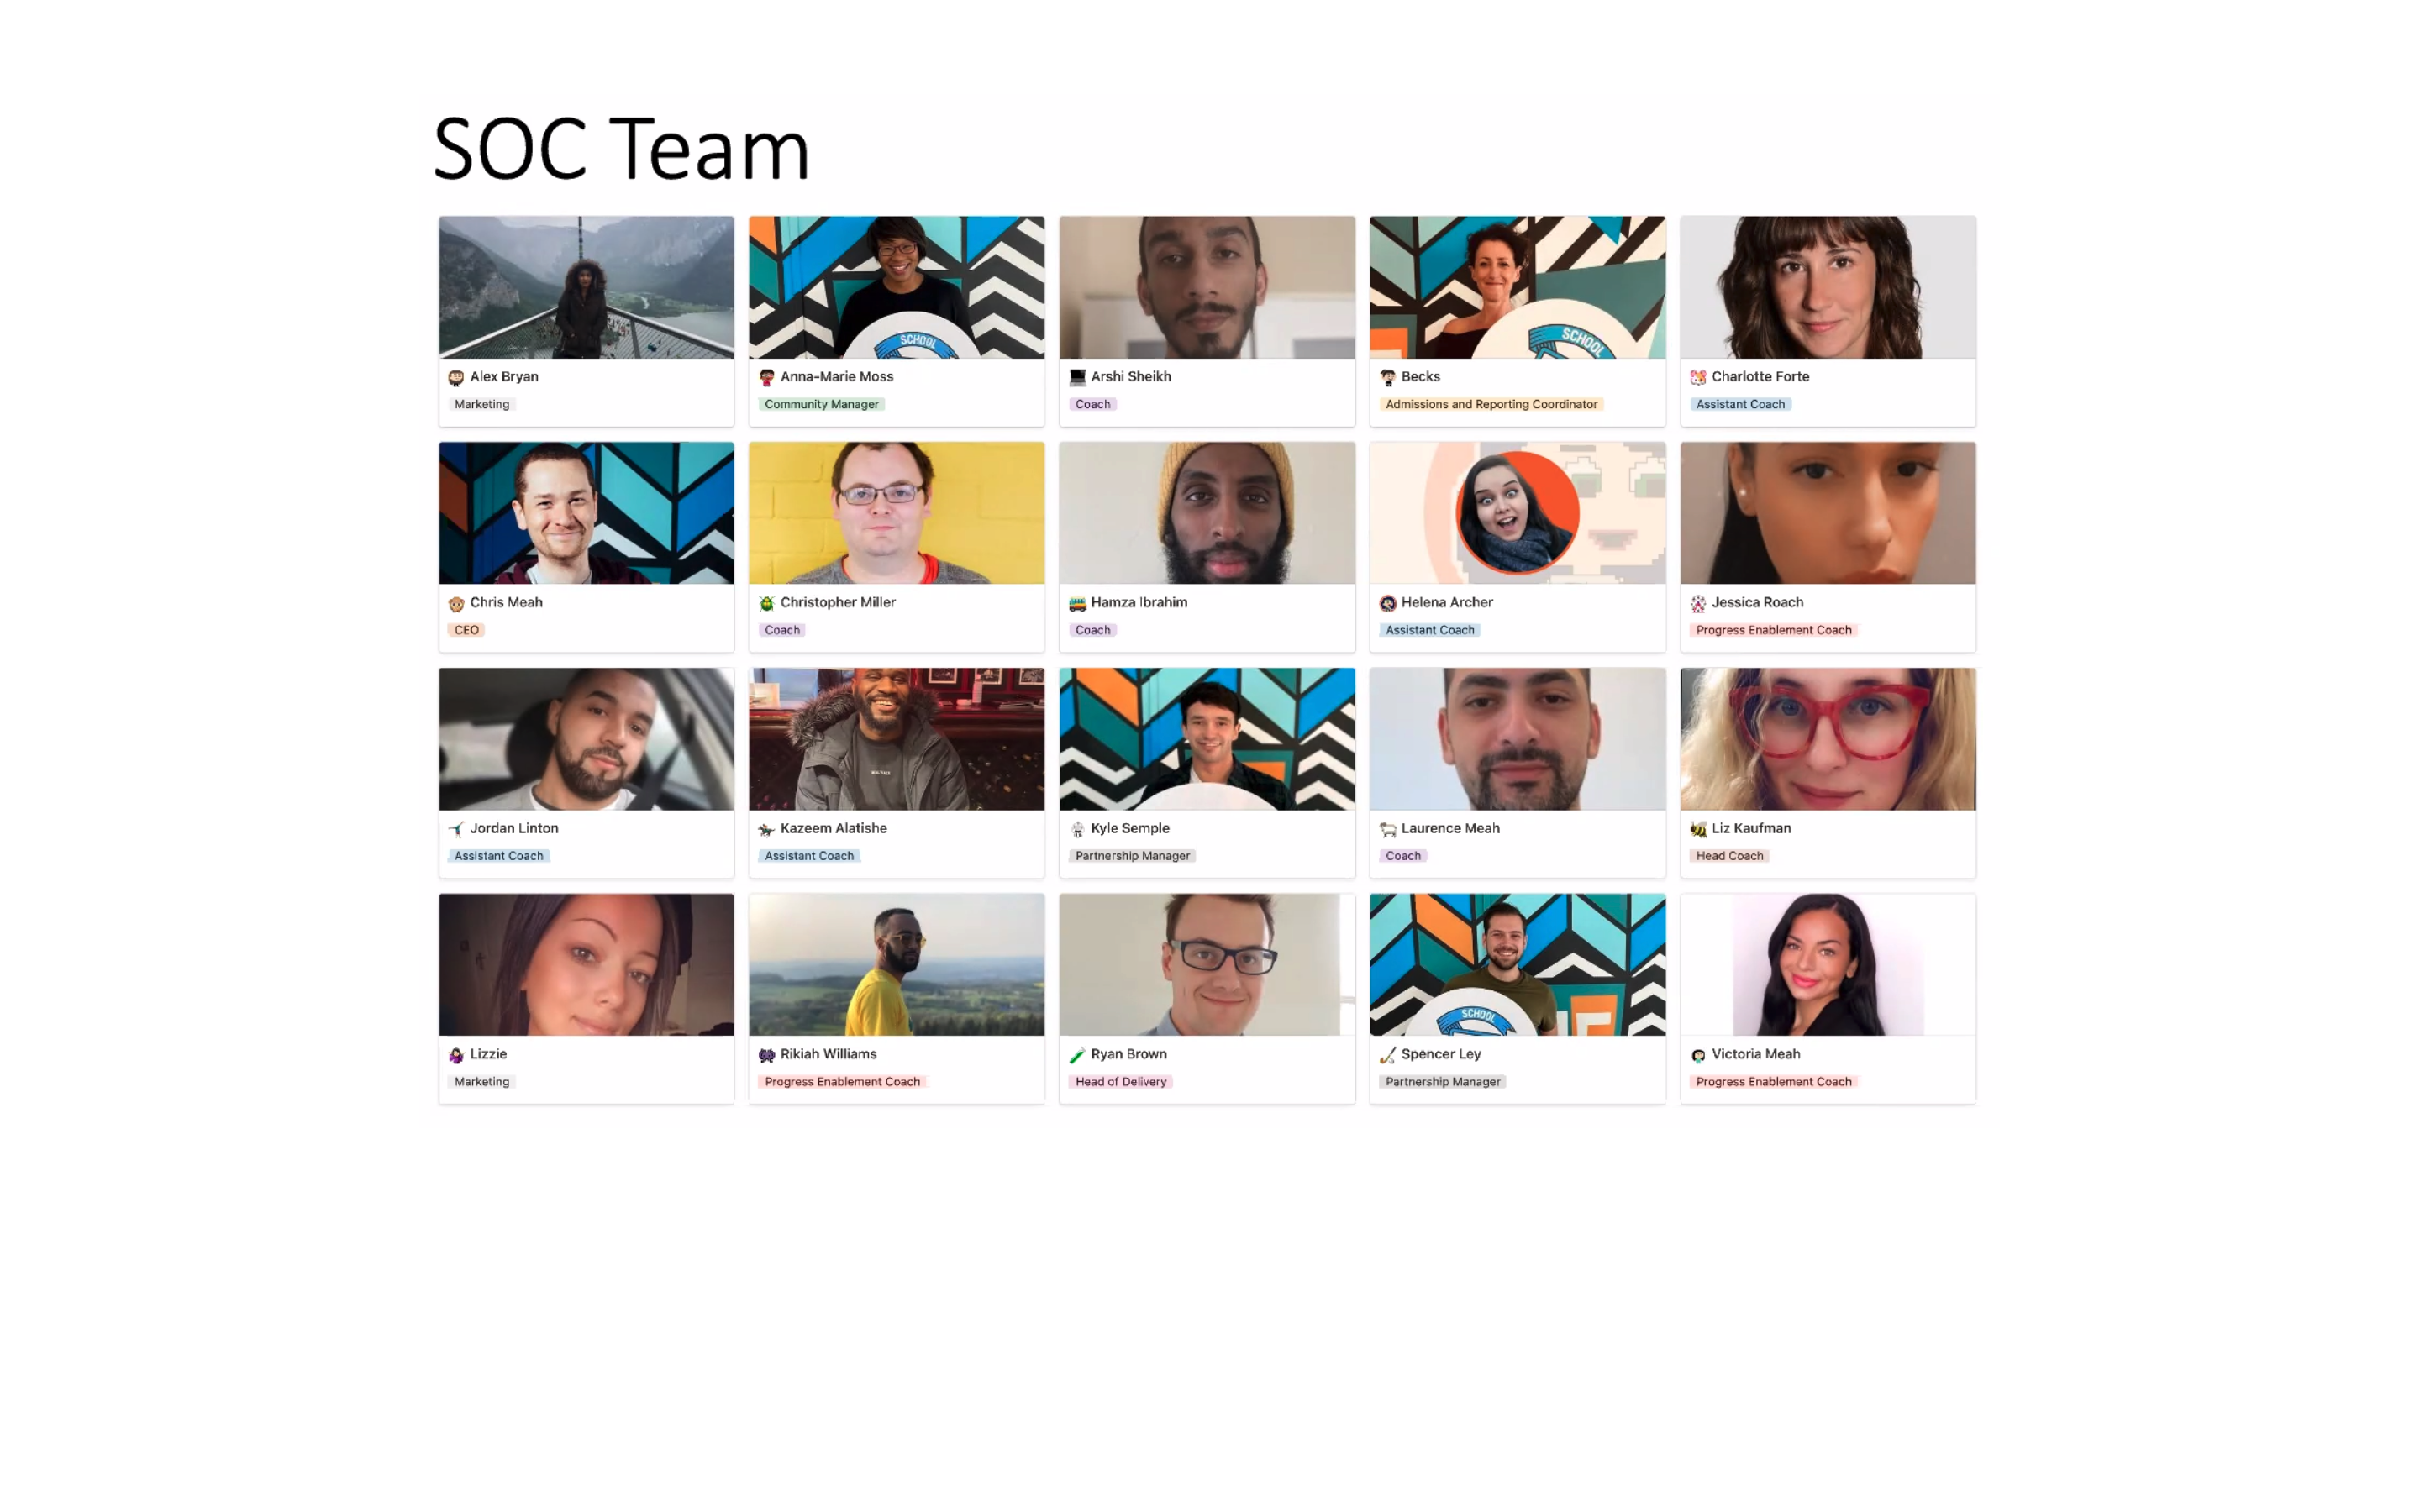 SOC Team
SCHOOL
SCHOOL
Alex Bryan
Marketing
Anna-Marie Moss
Community Manager
Arshi Sheikh
Coach
Becks
Admissions and Reporting Coordinator
Charlotte Forte
Assistant Coach
Chris Meah
CEO
Christopher Miller
Coach
Hamza Ibrahim
Coach
Helena Archer
Assistant Coach
Jessica Roach
Progress Enablement Coach
Jordan Linton
Assistant Coach
Kazeem Alatishe
Assistant Coach
Kyle Semple
Partnership Manager
Laurence Meah
Coach
Liz Kaufman
Head Coach
SCHOOL
Lizzie
Marketing
Rikiah Williams
Progress Enablement Coach
Ryan Brown
Head of Delivery
Spencer Ley
Partnership Manager
Victoria Meah
Progress Enablement Coach